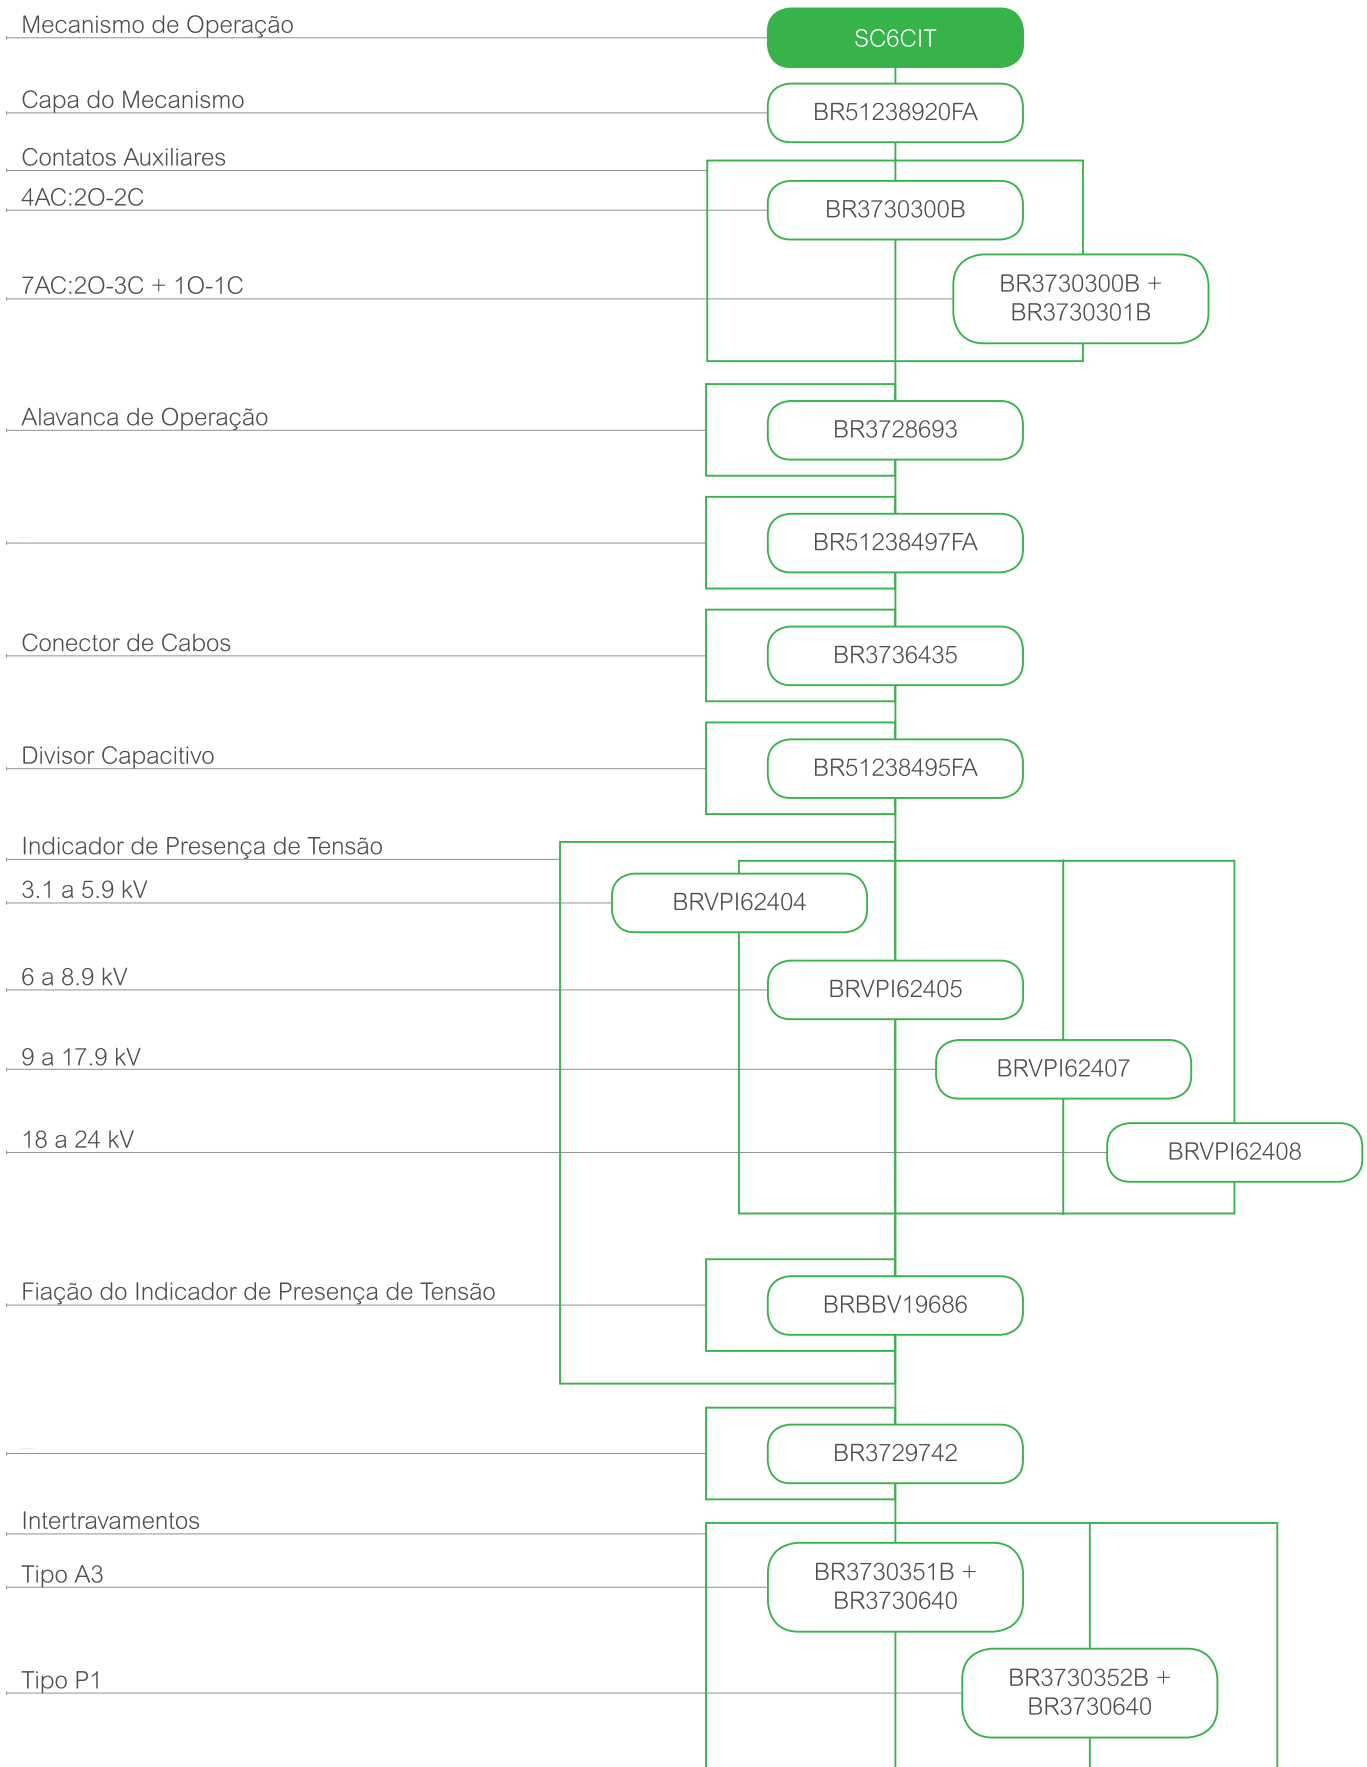 Mecanismo de Operação
SC6CIT
Capa do Mecanismo
BR51238920FA
Contatos Auxiliares
4AC:2O-2C
BR3730300B
7AC:2O-3C + 1O-1C
BR3730300B +
BR3730301B
Alavanca de Operação
BR3728693
BR51238497FA
Conector de Cabos
BR3736435
Divisor Capacitivo
BR51238495FA
Indicador de Presença de Tensão
3.1 a 5.9 kV
BRVPI62404
6 a 8.9 kV
BRVPI62405
9 a 17.9 kV
BRVPI62407
18 a 24 kV
BRVPI62408
Fiação do Indicador de Presença de Tensão
BRBBV19686
BR3729742
Intertravamentos
Tipo A3
BR3730351B +
BR3730640
Tipo P1
BR3730352B +
BR3730640